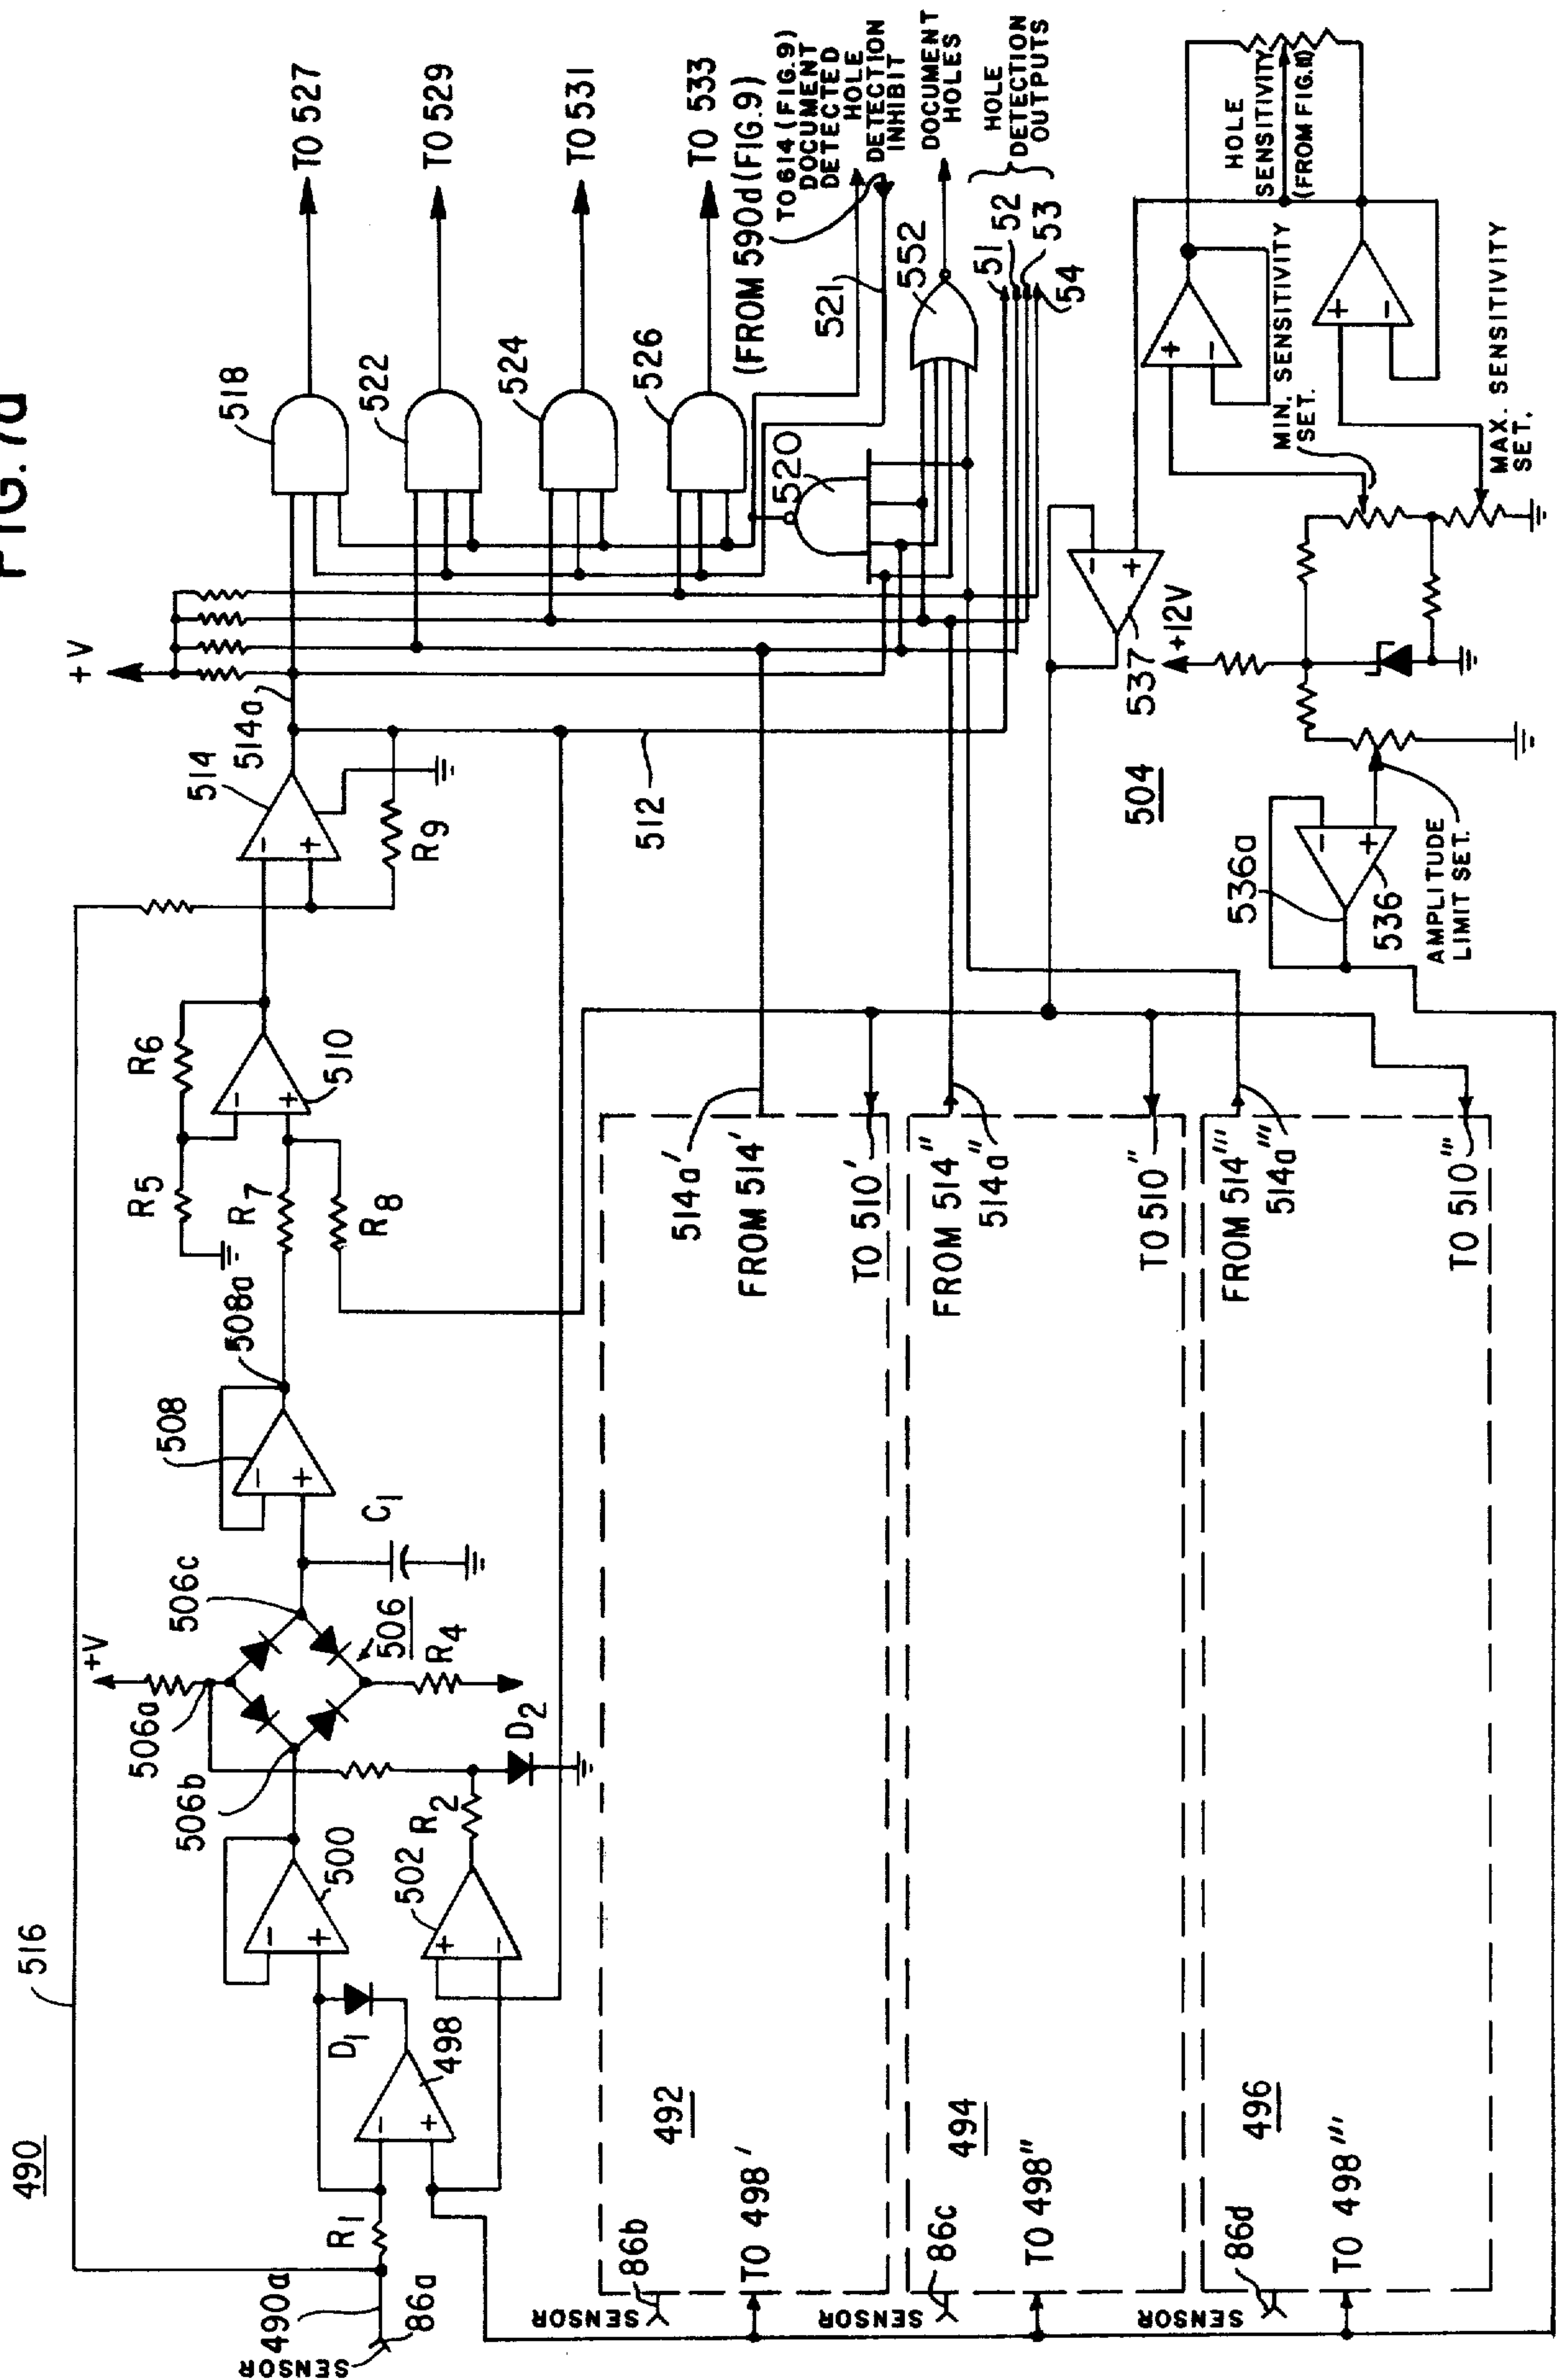 FIG. 7a
490
516
SENSOR
490a
86a
R1
D1
498
500
502
R2
D2
+V
506a
506b
506c
506
R4
C1
508
508a
R5
R6
R7
R8
510
514
514a
R9
512
+V
518
522
524
526
520
TO 527
TO 529
TO 531
TO 533
(FROM 590d (FIG.9)
TO 614 (FIG.9)
DOCUMENT
DETECTED
HOLE
DETECTION
INHIBIT
521
552
DOCUMENT
HOLES
HOLE
DETECTION
OUTPUTS
51
52
53
54
SENSOR
86b
492
TO 498'
514a'
FROM 514'
TO 510'
SENSOR
86c
494
TO 498"
FROM 514"
514a"
TO 510"
SENSOR
86d
496
TO 498'''
FROM 514'''
514a'''
TO 510'''
504
537
+12V
536a
536
AMPLITUDE
LIMIT SET.
MIN. SENSITIVITY
SET.
MAX. SENSITIVITY
SET.
HOLE
SENSITIVITY
(FROM FIG. 11)